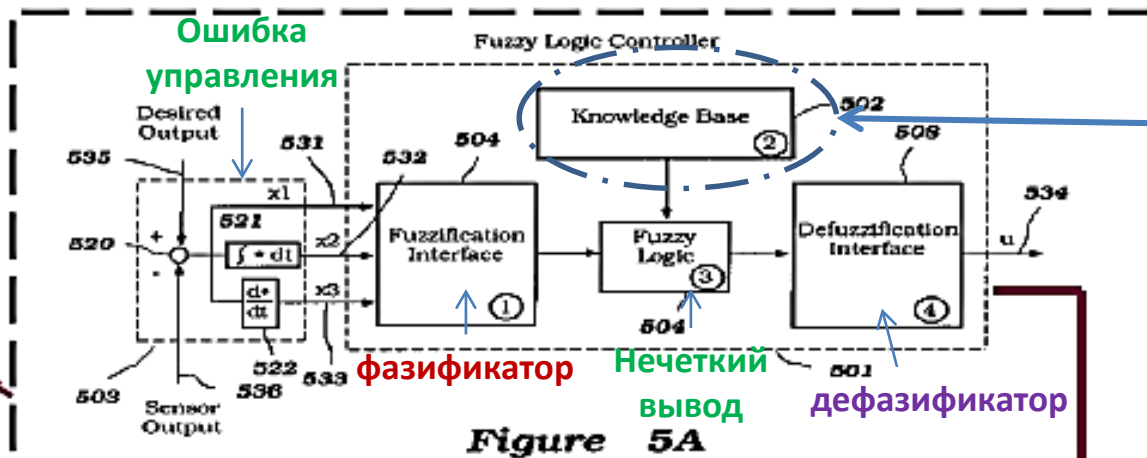 Ошибка
управления
Fuzzy Logic Controller
Desired
Output
535
531
532
504
Knowledge Base
2
502
508
534
x1
521
520
+
-
∫ • dt
x2
Fuzzification
Interface
1
Fuzzy
Logic
3
Defuzzification
Interface
4
u
d•
dt
x3
522
533
504
501
503
536
Sensor
Output
фазификатор
Нечеткий
вывод
дефазификатор
Figure 5A